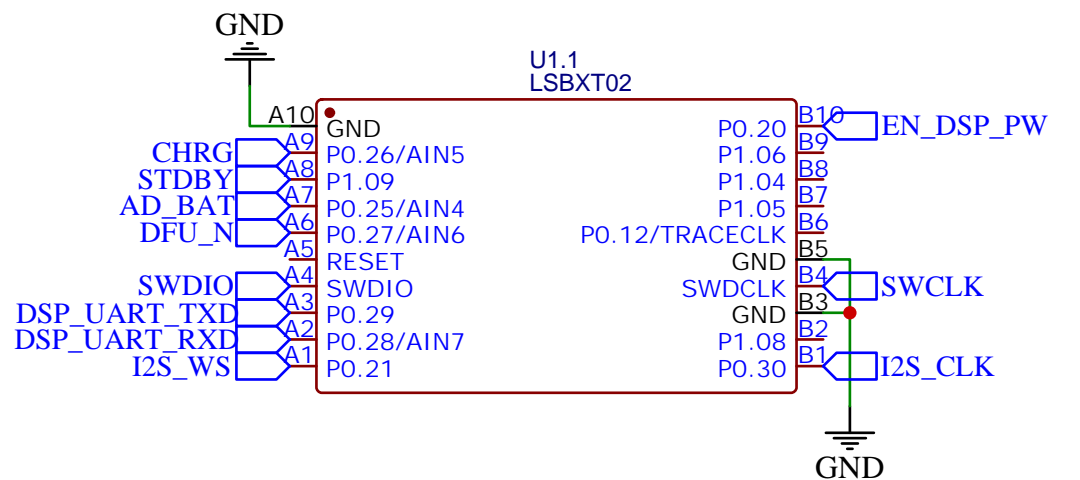 GND
U1.1
LSBXT02
A10 GND P0.20 B10 EN_DSP_PW
CHRG A9 P0.26/AIN5 P1.06 B9
STDBY A8 P1.09 P1.04 B8
AD_BAT A7 P0.25/AIN4 P1.05 B7
DFU_N A6 P0.27/AIN6 P0.12/TRACECLK B6
A5 RESET GND B5
SWDIO A4 SWDIO SWDCLK B4 SWCLK
DSP_UART_TXD A3 P0.29 GND B3
DSP_UART_RXD A2 P0.28/AIN7 P1.08 B2
I2S_WS A1 P0.21 P0.30 B1 I2S_CLK
GND